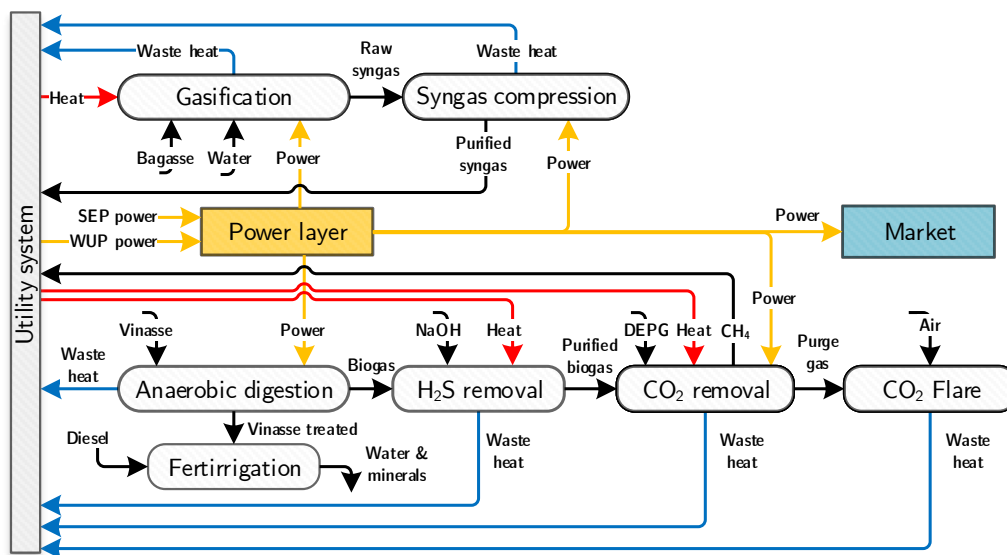 Utility system
Waste heat
Raw
syngas
Waste heat
Heat
Gasification
Syngas compression
Bagasse
Water
Power
Purified
syngas
Power
SEP power
WUP power
Power layer
Power
Market
Vinasse
Power
NaOH
Heat
DEPG
Heat
CH₄
Power
Air
Waste
heat
Biogas
Purified
biogas
Purge
gas
Anaerobic digestion
H₂S removal
CO₂ removal
CO₂ Flare
Vinasse treated
Diesel
Fertirrigation
Water &
minerals
Waste
heat
Waste
heat
Waste
heat